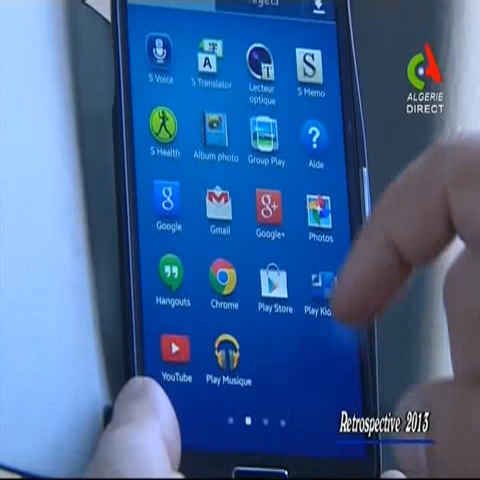 S Voice
S Translator
Lecteur
optique
S Memo
S Health
Album photo
Group Play
Aide
Google
Gmail
Google+
Photos
Hangouts
Chrome
Play Store
Play
YouTube
Play Musique
ALGERIE
DIRECT
Retrospective 2013